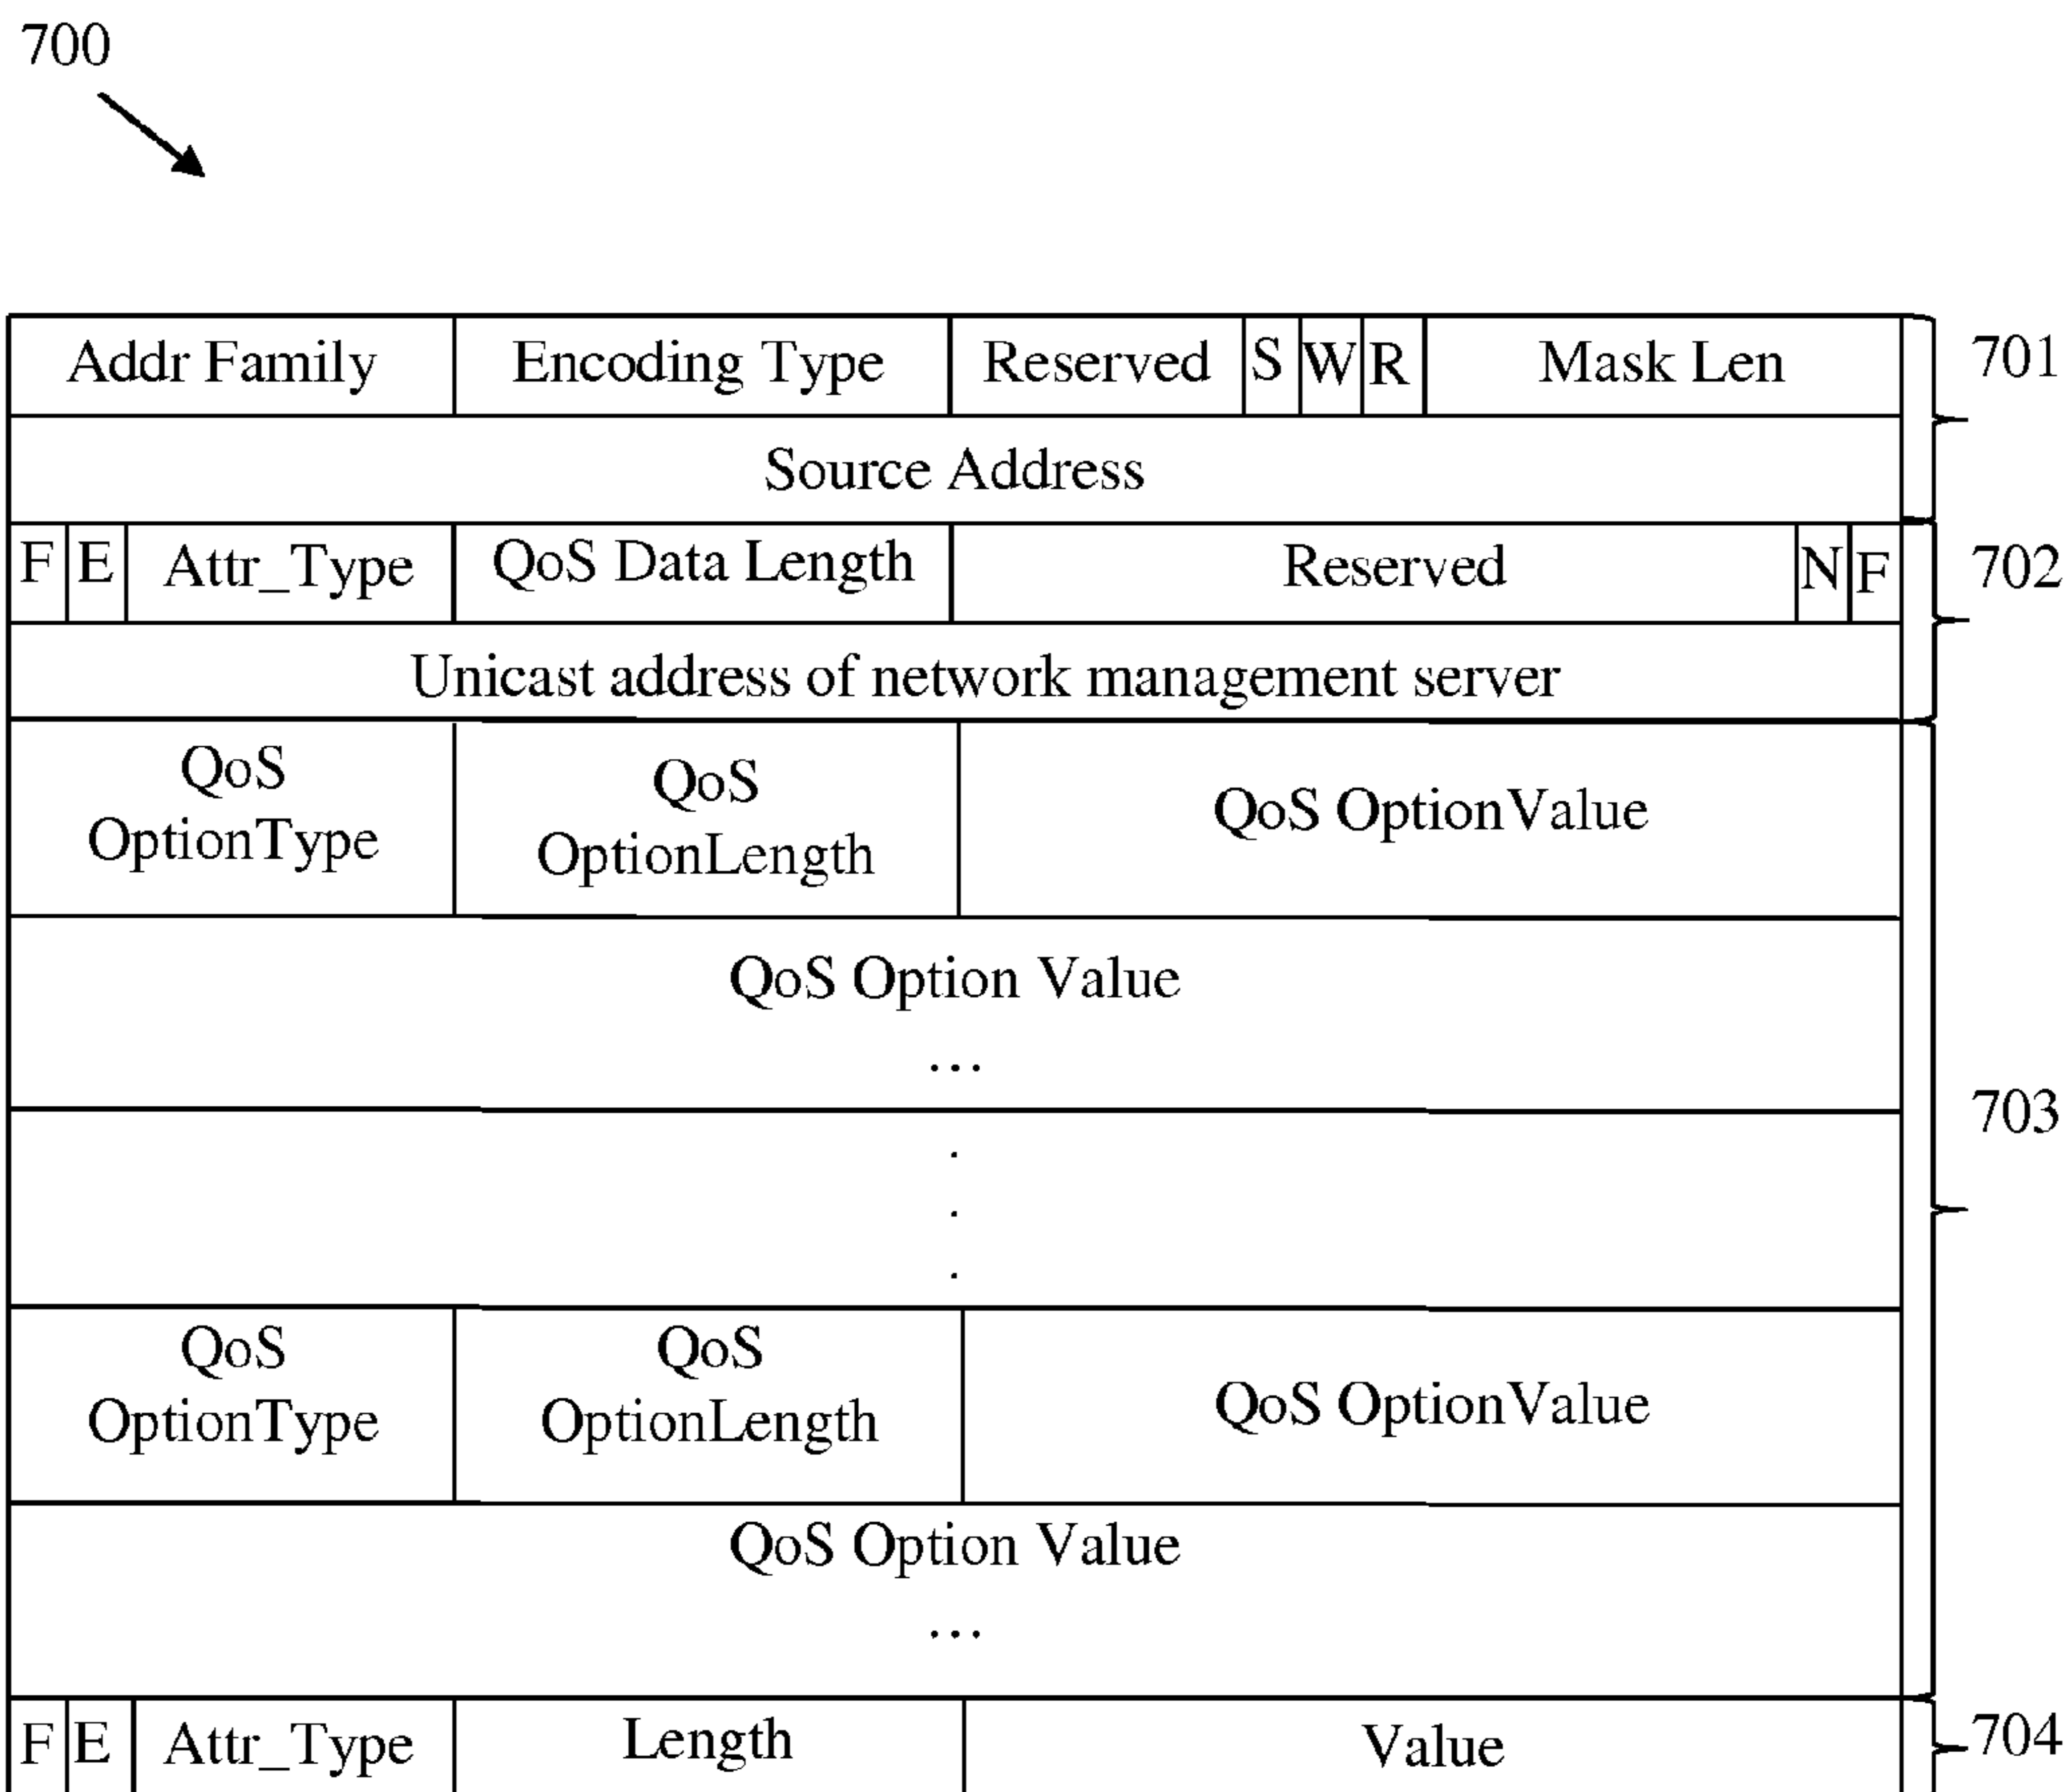 700
Addr Family Encoding Type Reserved S W R Mask Len 701
Source Address
F E Attr_Type QoS Data Length Reserved N F 702
Unicast address of network management server
QoS OptionType QoS OptionLength QoS OptionValue
QoS Option Value
...
703
.
.
.
QoS OptionType QoS OptionLength QoS OptionValue
QoS Option Value
...
F E Attr_Type Length Value 704